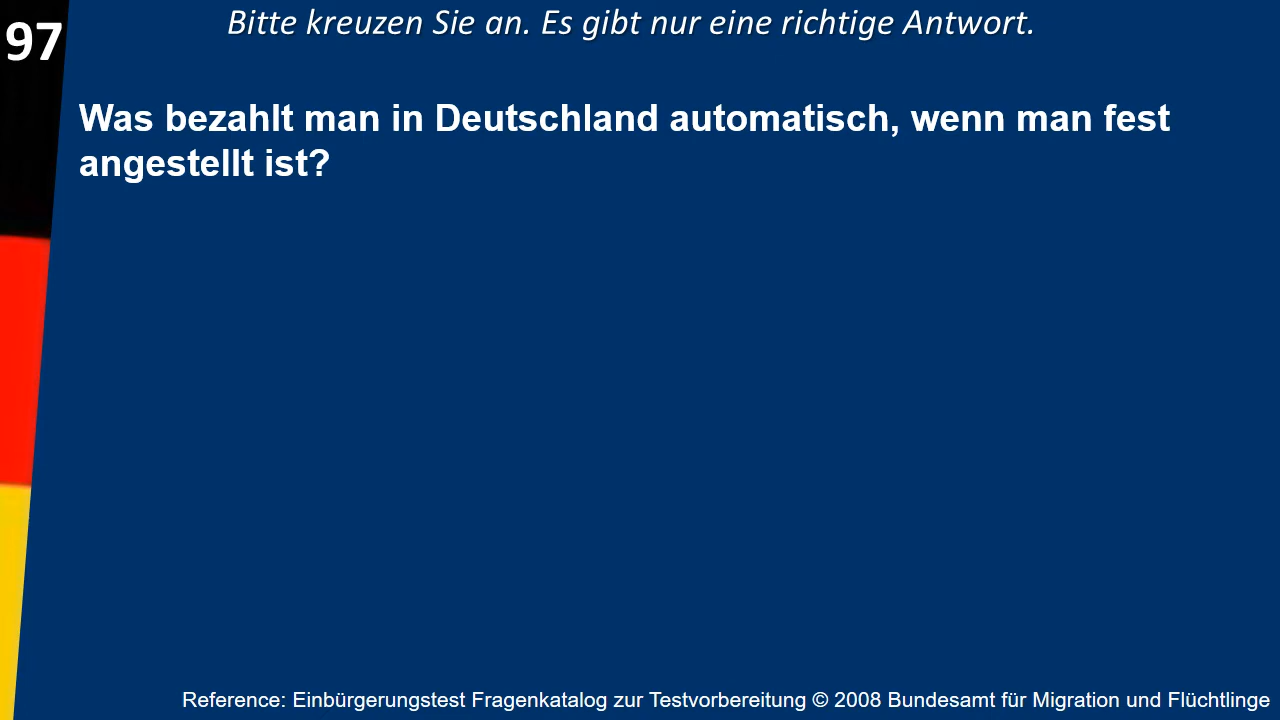 97
Bitte kreuzen Sie an. Es gibt nur eine richtige Antwort.
Was bezahlt man in Deutschland automatisch, wenn man fest
angestellt ist?
Reference: Einbürgerungstest Fragenkatalog zur Testvorbereitung © 2008 Bundesamt für Migration und Flüchtlinge